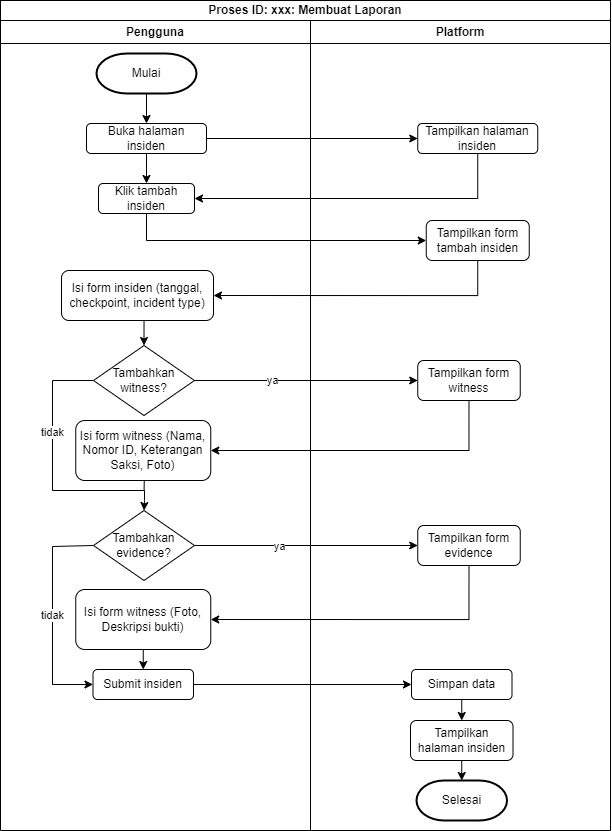 Proses ID: xxx: Membuat Laporan
Pengguna
Platform
Mulai
Buka halaman
insiden
Tampilkan halaman
insiden
Klik tambah
insiden
Tampilkan form
tambah insiden
Isi form insiden (tanggal,
checkpoint, incident type)
Tambahkan
witness?
ya
Tampilkan form
witness
tidak
Isi form witness (Nama,
Nomor ID, Keterangan
Saksi, Foto)
Tambahkan
evidence?
ya
Tampilkan form
evidence
tidak
Isi form witness (Foto,
Deskripsi bukti)
Submit insiden
Simpan data
Tampilkan
halaman insiden
Selesai